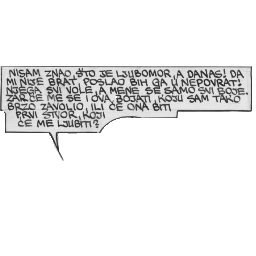 NISAM ZNAO, ŠTO JE LJUBOMOR, A DANAS! DA
MI NIJE BRAT, POSLAO BIH GA U NEPOVRAT!
NJEGA SVI VOLE, A MENE SE SAMO SVI BOJE.
ZAR ĆE ME SE I OVA BOJATI, KOJU SAM TAKO
BRZO ZAVOLIO, ILI ĆE ONA BITI
PRVI STVOR, KOJI
ĆE ME LJUBITI?